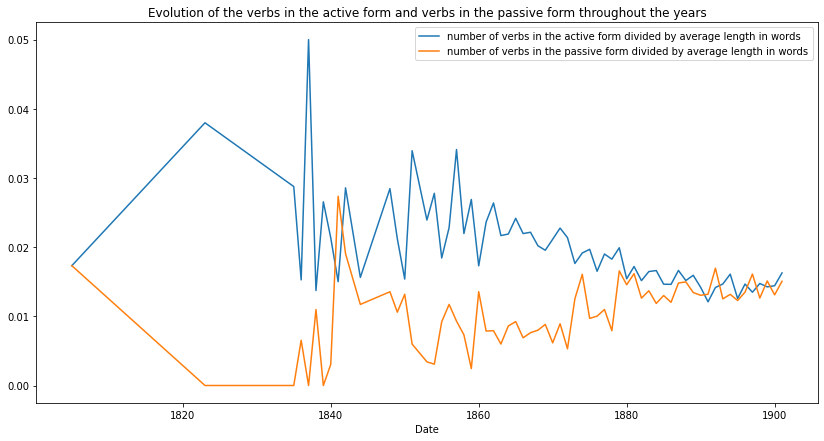 Evolution of the verbs in the active form and verbs in the passive form throughout the years
number of verbs in the active form divided by average length in words
number of verbs in the passive form divided by average length in words
0.05
0.04
0.03
0.02
0.01
0.00
1820 1840 1860 1880 1900
Date